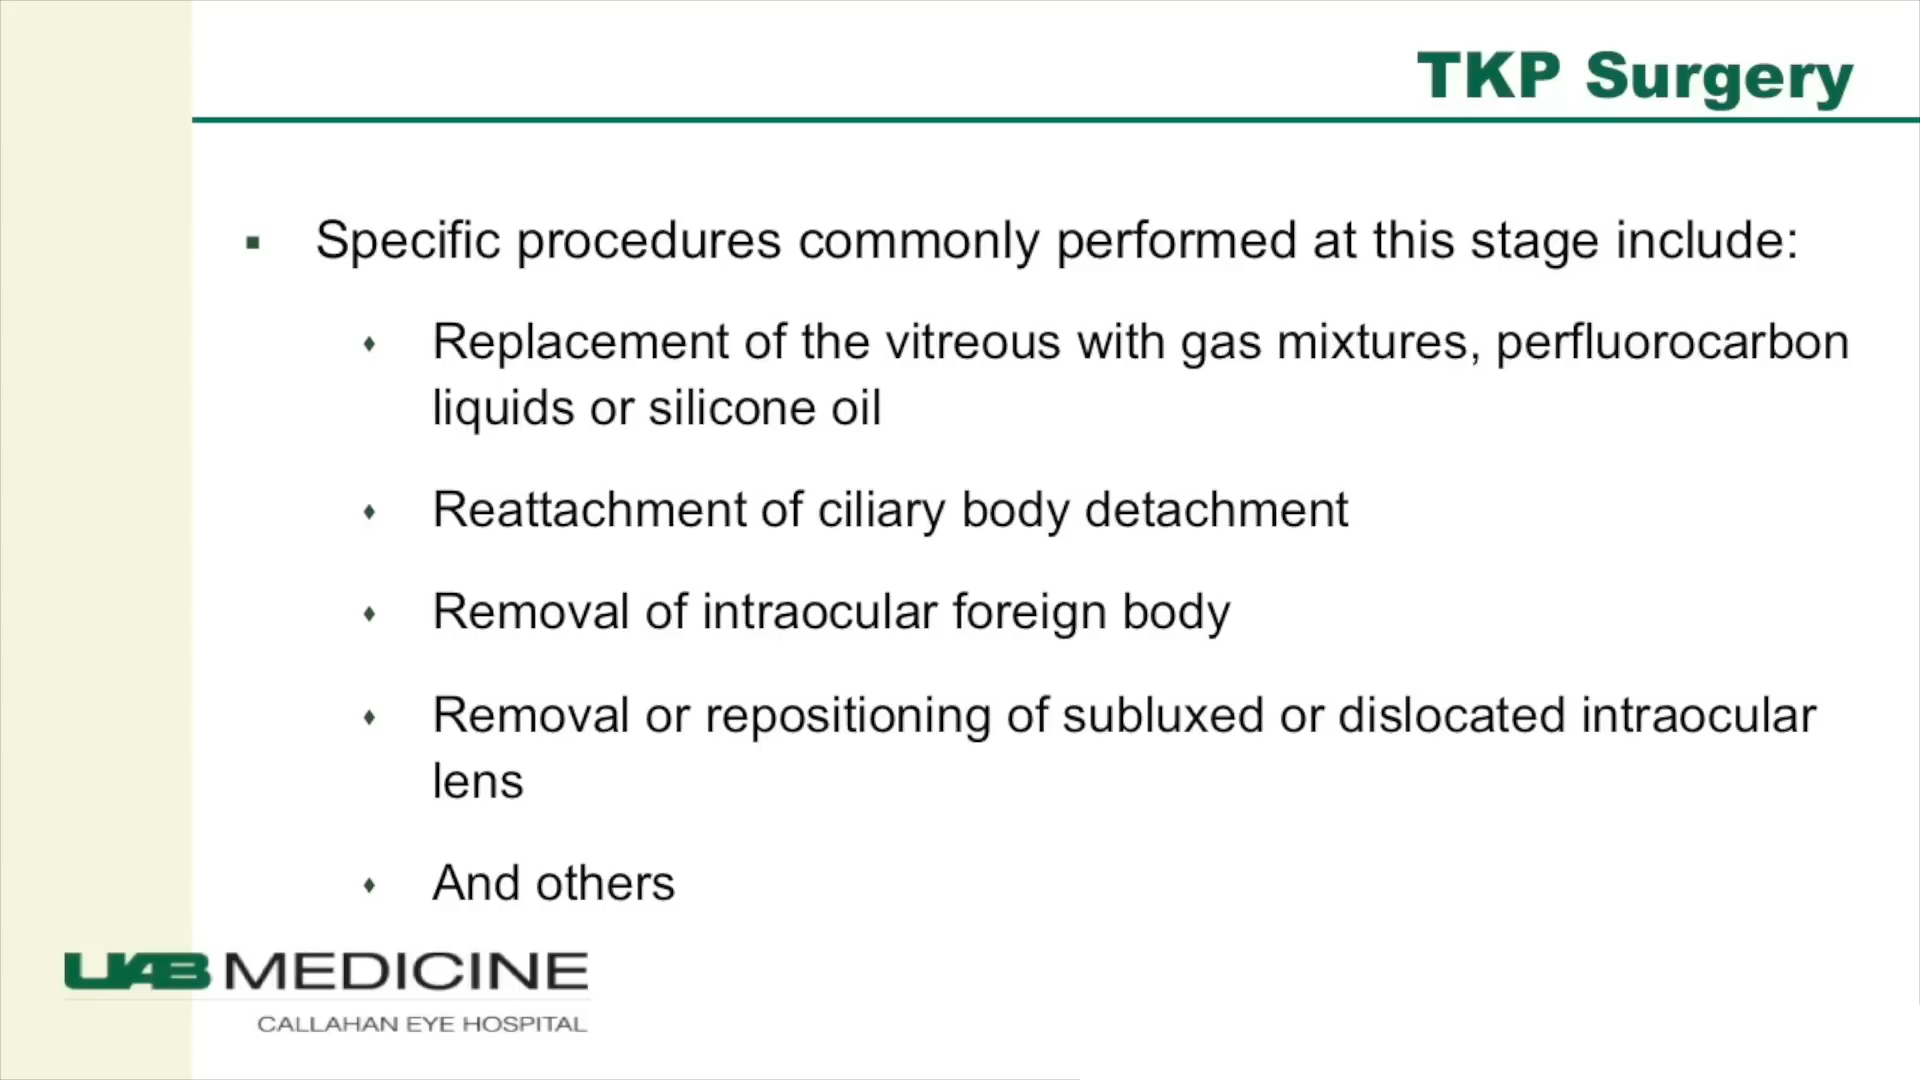 TKP Surgery
Specific procedures commonly performed at this stage include:
Replacement of the vitreous with gas mixtures, perfluorocarbon
liquids or silicone oil
Reattachment of ciliary body detachment
Removal of intraocular foreign body
Removal or repositioning of subluxed or dislocated intraocular
lens
And others
UAB MEDICINE
CALLAHAN EYE HOSPITAL